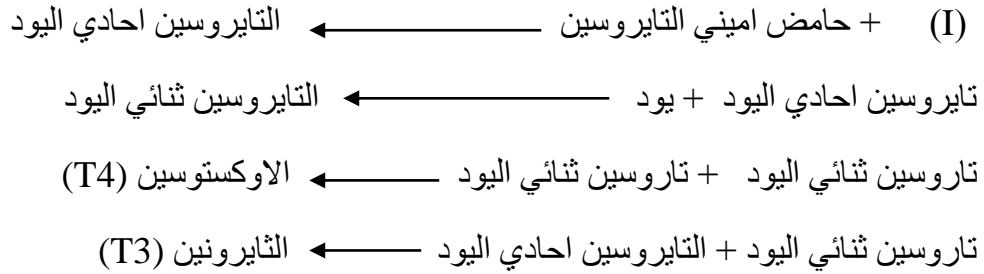 (I) + حامض اميني التايروسين ← التايروسين احادي اليود
تايروسين احادي اليود + يود ← التايروسين ثنائي اليود
تاروسين ثنائي اليود + تاروسين ثنائي اليود ← الاوكستوسين (T4)
تاروسين ثنائي اليود + التايروسين احادي اليود ← الثايرونين (T3)